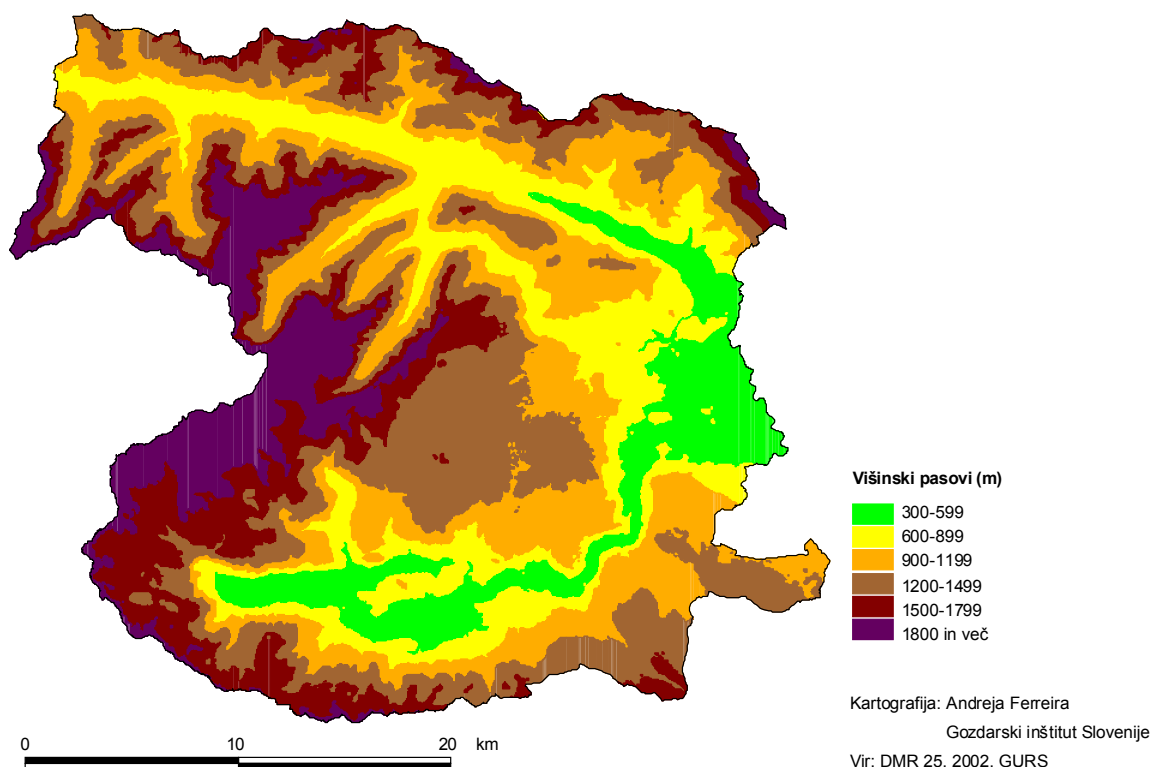 Višinski pasovi (m)
300-599
600-899
900-1199
1200-1499
1500-1799
1800 in več
Kartografija: Andreja Ferreira
Gozdarski inštitut Slovenije
Vir: DMR 25, 2002, GURS
0 10 20 km